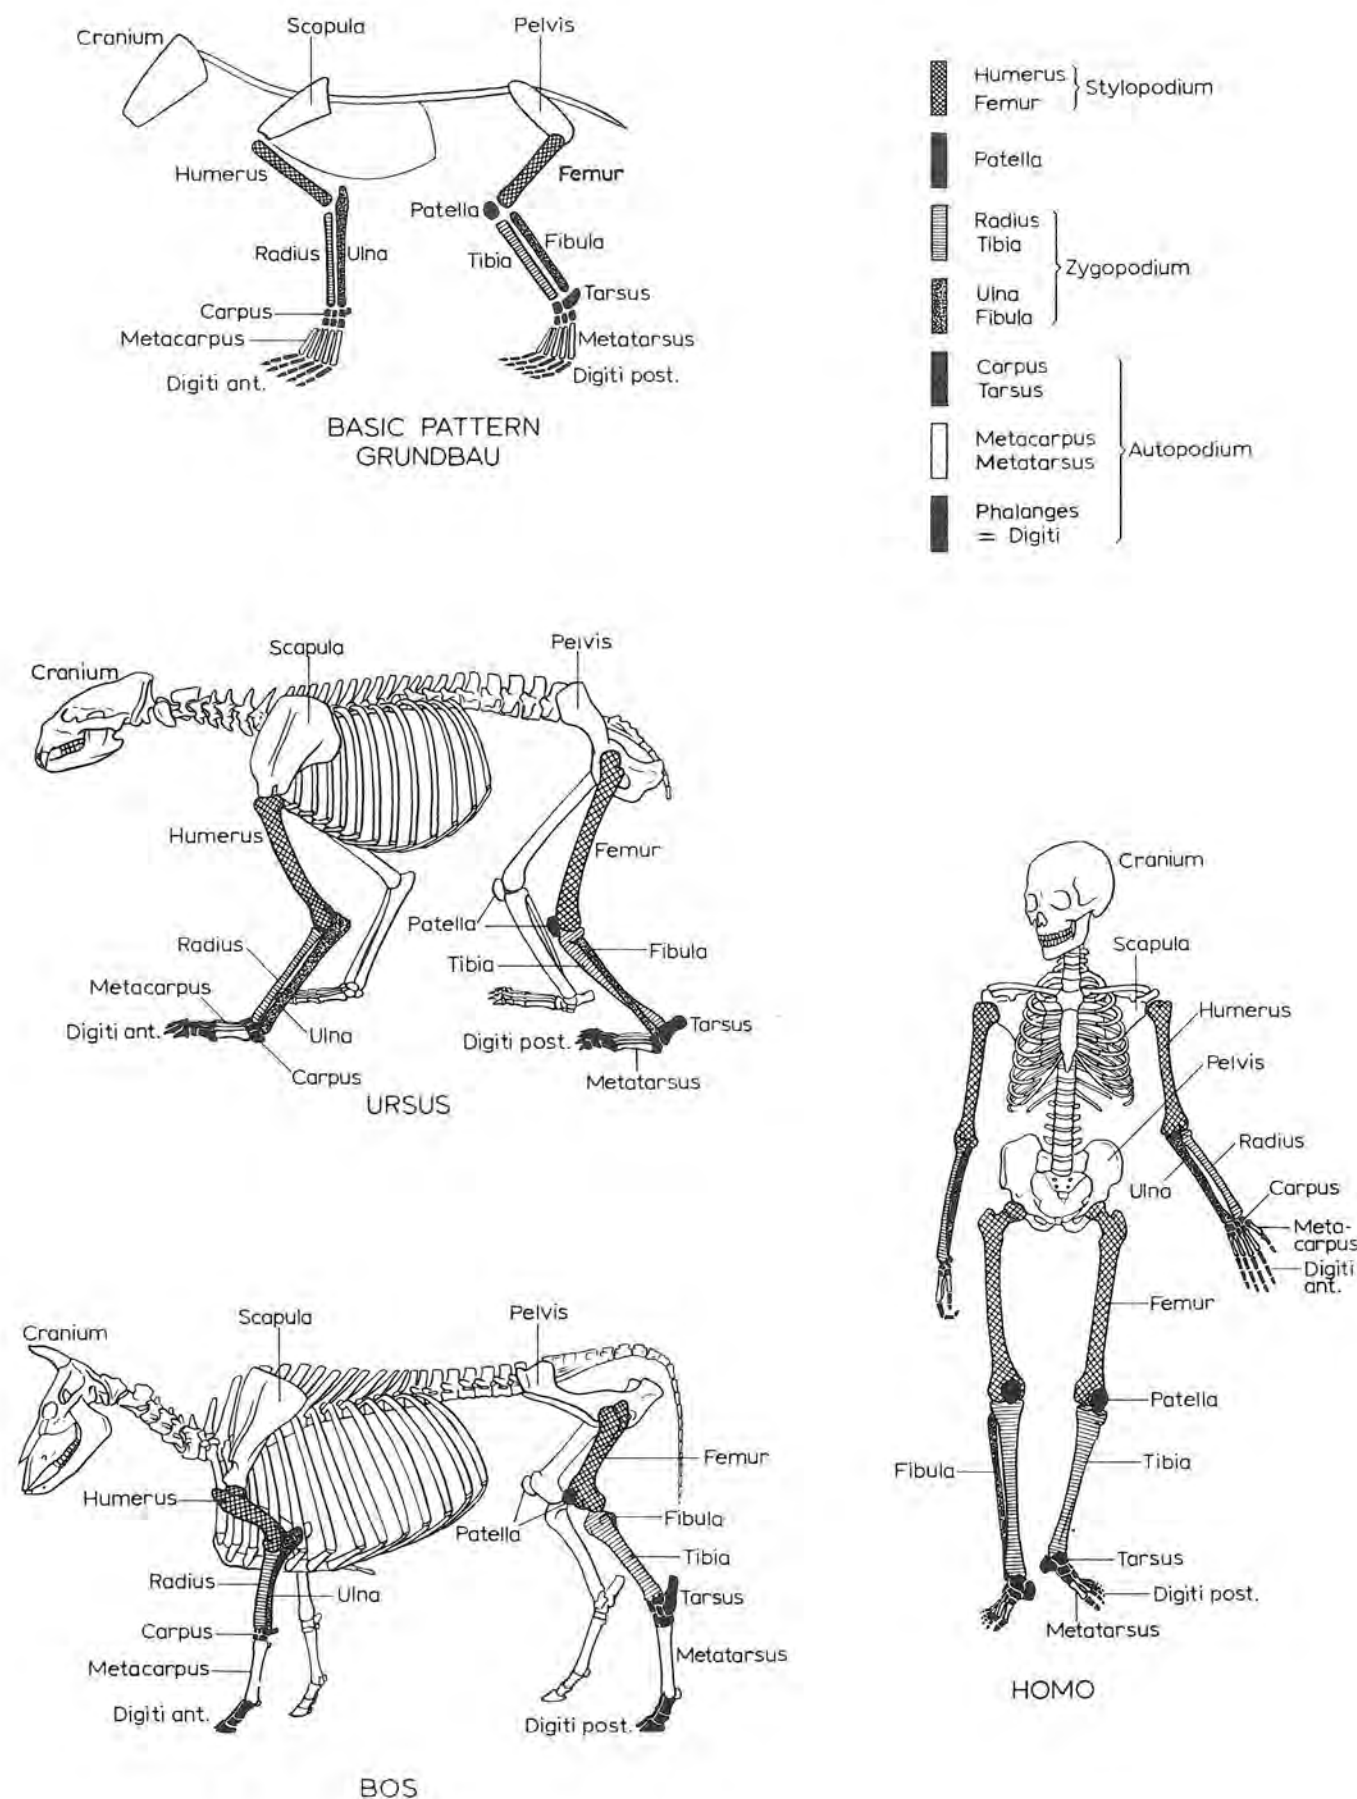 Cranium
Scapula
Pelvis
Humerus
Femur
Patella
Radius
Ulna
Fibula
Tibia
Carpus
Tarsus
Metacarpus
Metatarsus
Digiti ant.
Digiti post.
BASIC PATTERN
GRUNDBAU
Humerus
Femur
Stylopodium
Patella
Radius
Tibia
Zygopodium
Ulna
Fibula
Carpus
Tarsus
Metacarpus
Metatarsus
Autopodium
Phalanges
= Digiti
Scapula
Pelvis
Cranium
Humerus
Femur
Patella
Radius
Fibula
Tibia
Metacarpus
Digiti ant.
Ulna
Digiti post.
Tarsus
Carpus
Metatarsus
URSUS
Cranium
Scapula
Humerus
Pelvis
Radius
Ulna
Carpus
Meta-
carpus
Digiti
ant.
Femur
Patella
Fibula
Tibia
Tarsus
Digiti post.
Metatarsus
HOMO
Scapula
Pelvis
Cranium
Femur
Humerus
Patella
Fibula
Tibia
Radius
Ulna
Tarsus
Carpus
Metacarpus
Metatarsus
Digiti ant.
Digiti post.
BOS